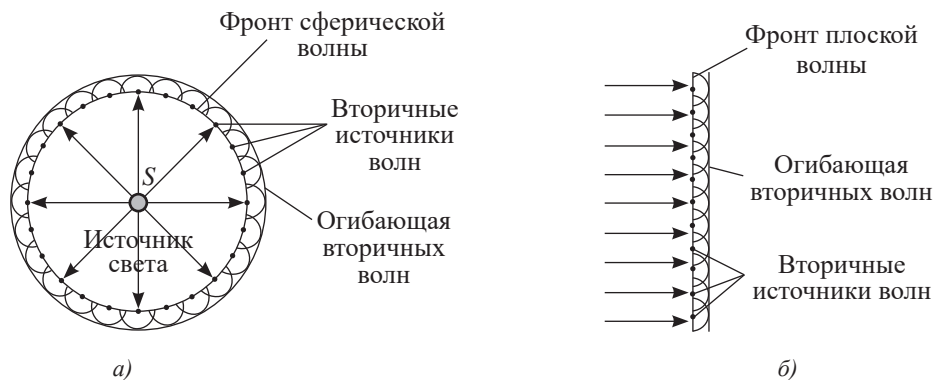 Фронт сферической
волны
Вторичные
источники
волн
S
Источник
света
Огибающая
вторичных
волн
а)
Фронт плоской
волны
Огибающая
вторичных волн
Вторичные
источники волн
б)